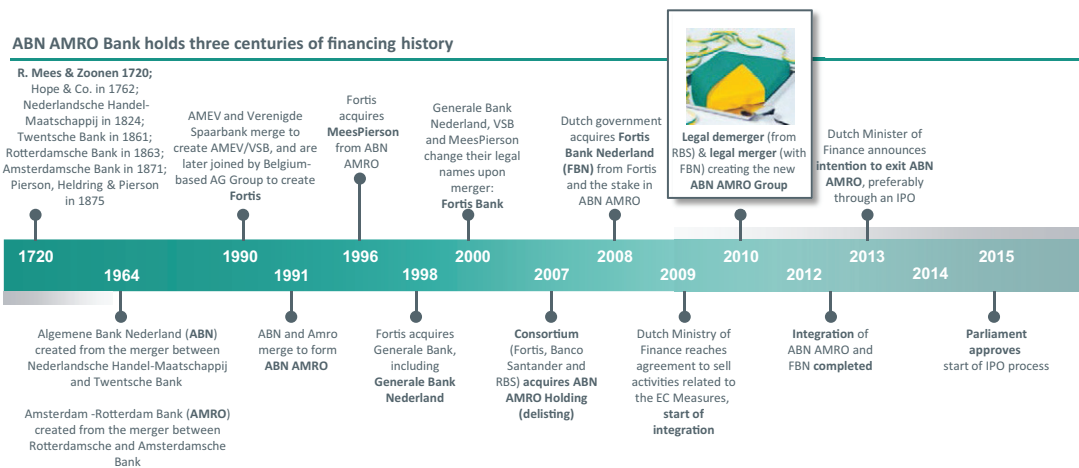 ABN AMRO Bank holds three centuries of financing history
R. Mees & Zoonen 1720;
Hope & Co. in 1762;
Nederlandsche Handel-
Maatschappij in 1824;
Twentsche Bank in 1861;
Rotterdamsche Bank in 1863;
Amsterdamsche Bank in 1871;
Pierson, Heldring & Pierson
in 1875
AMEV and Verenigde
Spaarbank merge to
create AMEV/VSB, and are
later joined by Belgium-
based AG Group to create
Fortis
Fortis
acquires
MeesPierson
from ABN
AMRO
Generale Bank
Nederland, VSB
and MeesPierson
change their legal
names upon
merger:
Fortis Bank
Dutch government
acquires Fortis
Bank Nederland
(FBN) from Fortis
and the stake in
ABN AMRO
Legal demerger (from
RBS) & legal merger (with
FBN) creating the new
ABN AMRO Group
Dutch Minister of
Finance announces
intention to exit ABN
AMRO, preferably
through an IPO
1720
1964
1990
1991
1996
1998
2000
2007
2008
2009
2010
2012
2013
2014
2015
Algemene Bank Nederland (ABN)
created from the merger between
Nederlandsche Handel-Maatschappij
and Twentsche Bank
Amsterdam -Rotterdam Bank (AMRO)
created from the merger between
Rotterdamsche and Amsterdamsche
Bank
ABN and Amro
merge to form
ABN AMRO
Fortis acquires
Generale Bank,
including
Generale Bank
Nederland
Consortium
(Fortis, Banco
Santander and
RBS) acquires ABN
AMRO Holding
(delisting)
Dutch Ministry of
Finance reaches
agreement to sell
activities related to
the EC Measures,
start of
integration
Integration of
ABN AMRO and
FBN completed
Parliament
approves
start of IPO process